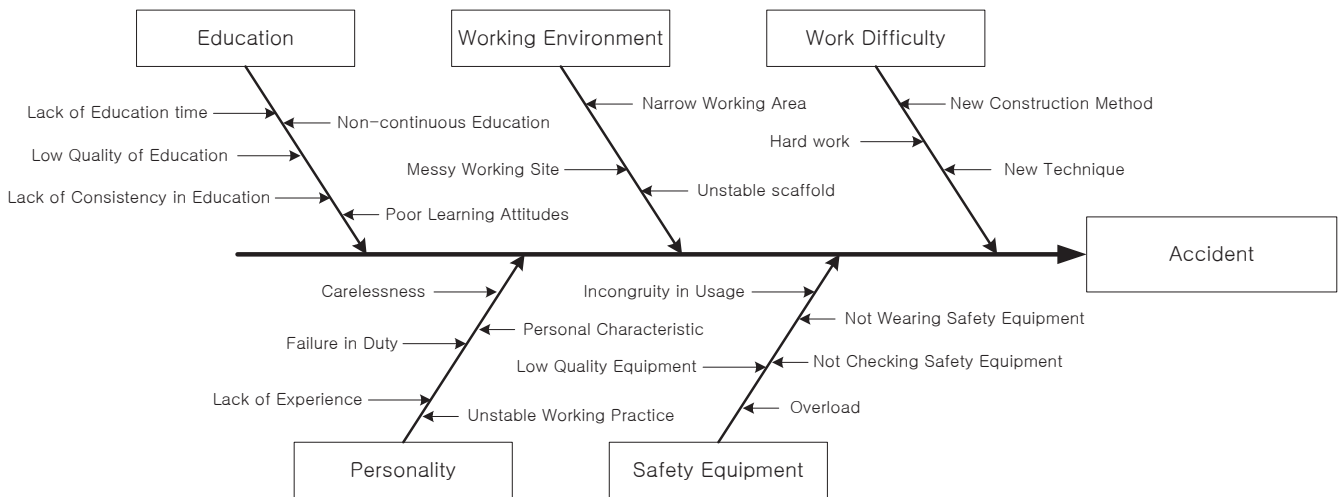 Education
Working Environment
Work Difficulty
Lack of Education time
Non-continuous Education
Low Quality of Education
Lack of Consistency in Education
Poor Learning Attitudes
Narrow Working Area
Messy Working Site
Unstable scaffold
New Construction Method
Hard work
New Technique
Accident
Carelessness
Personal Characteristic
Failure in Duty
Lack of Experience
Unstable Working Practice
Incongruity in Usage
Not Wearing Safety Equipment
Low Quality Equipment
Not Checking Safety Equipment
Overload
Personality
Safety Equipment